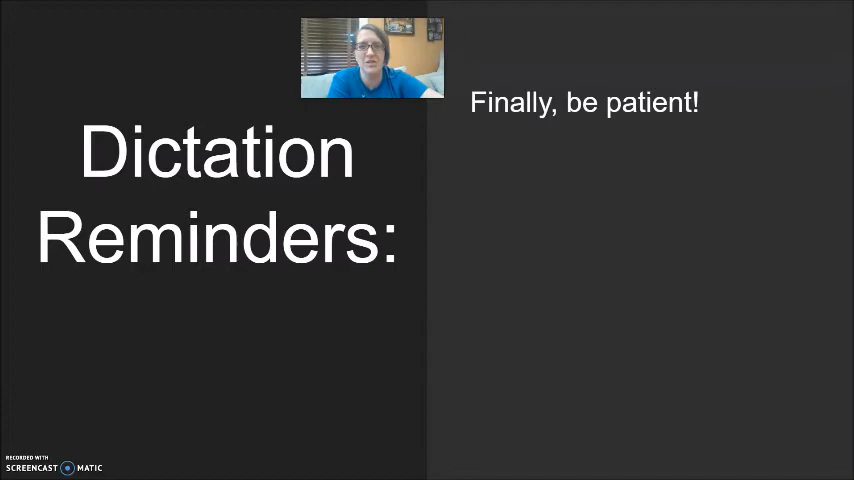 Dictation
Reminders:
Finally, be patient!
RECORDED WITH
SCREENCAST MATIC